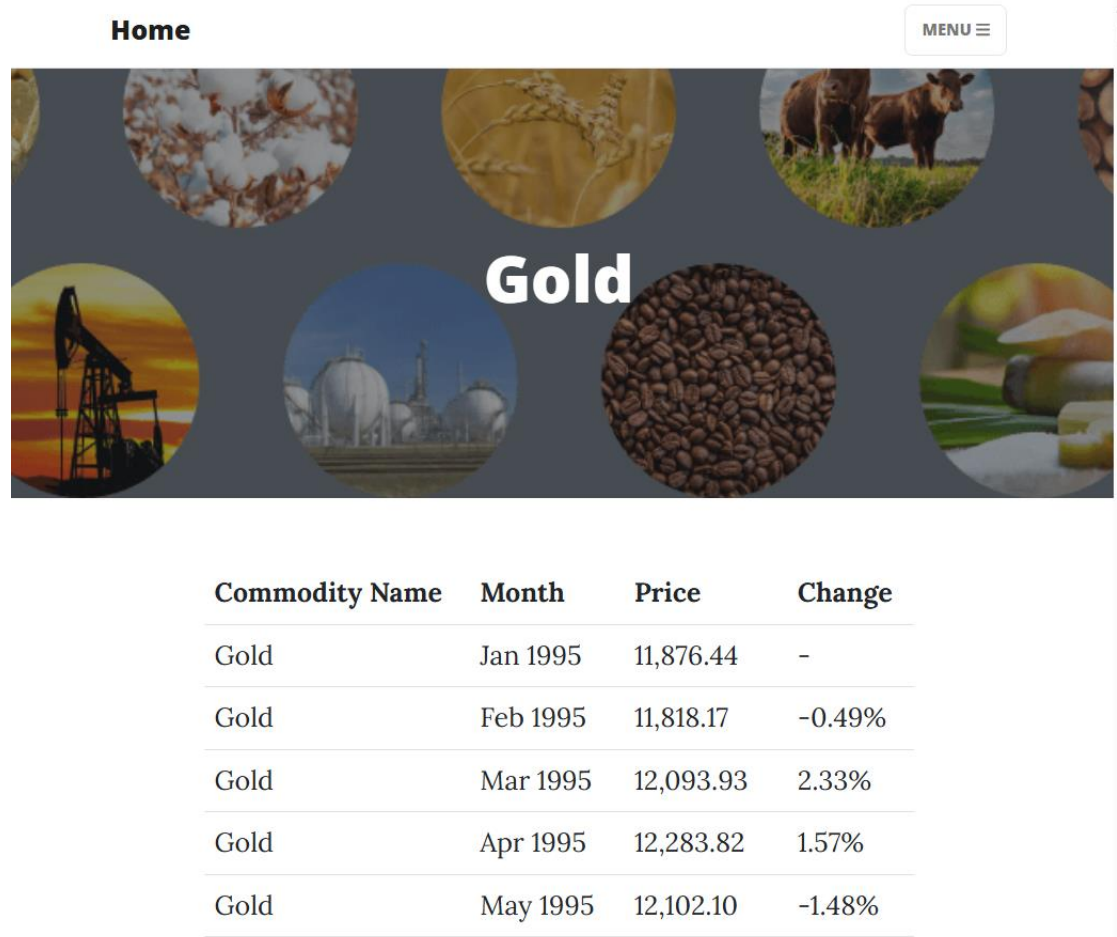 Home
MENU ☰
Gold
Commodity Name Month Price Change
Gold Jan 1995 11,876.44 -
Gold Feb 1995 11,818.17 -0.49%
Gold Mar 1995 12,093.93 2.33%
Gold Apr 1995 12,283.82 1.57%
Gold May 1995 12,102.10 -1.48%